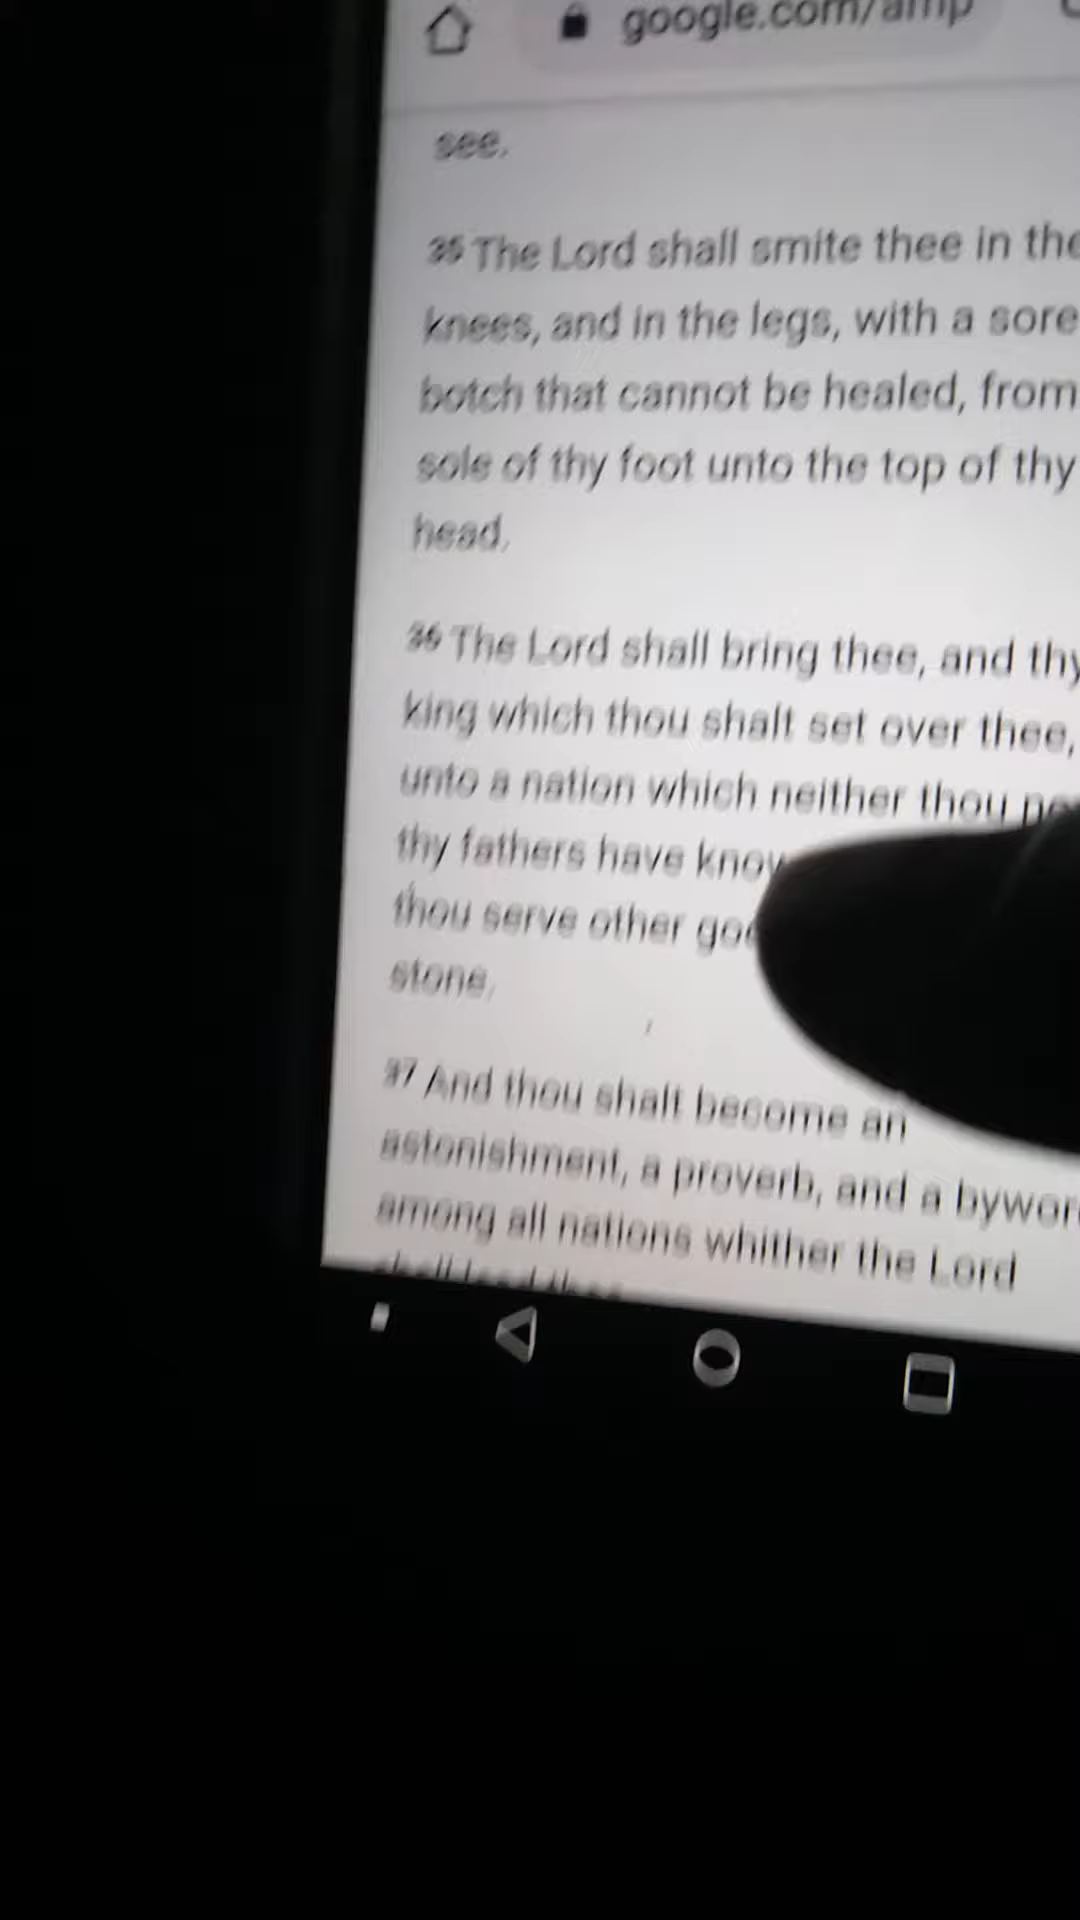 google.com/amp
see.
35 The Lord shall smite thee in the
knees, and in the legs, with a sore
botch that cannot be healed, from
sole of thy foot unto the top of thy
head.
36 The Lord shall bring thee, and thy
king which thou shalt set over thee,
unto a nation which neither thou
thy fathers have
thou serve other
stone.
37 And thou shalt become an
astonishment, a proverb, and a
among all nations whither the Lord